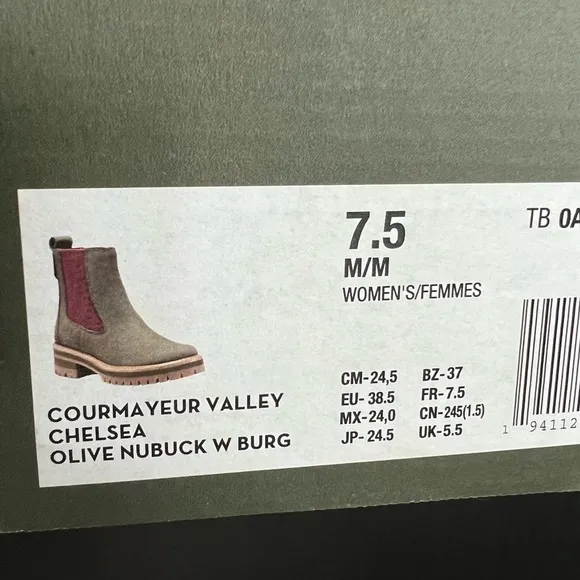 7.5
M/M
WOMEN'S/FEMMES
TB 0A
COURMAYEUR VALLEY
CHELSEA
OLIVE NUBUCK W BURG
CM-24,5 BZ-37
EU- 38.5 FR-7.5
MX-24,0 CN-245(1.5)
JP- 24.5 UK-5.5
1 94112